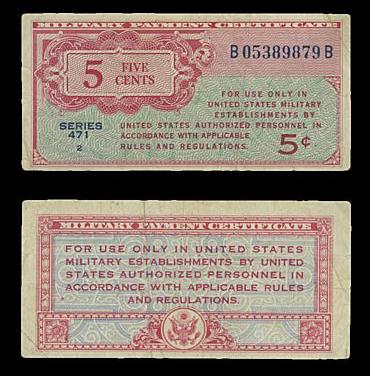 MILITARY PAYMENT CERTIFICATE
B05389879B
5 FIVE
CENTS
FOR USE ONLY IN
UNITED STATES MILITARY
ESTABLISHMENTS BY
UNITED STATES AUTHORIZED PERSONNEL IN
ACCORDANCE WITH APPLICABLE
RULES AND REGULATIONS.
SERIES
471
2
5¢
MILITARY PAYMENT CERTIFICATE
FOR USE ONLY IN UNITED STATES
MILITARY ESTABLISHMENTS BY UNITED
STATES AUTHORIZED PERSONNEL IN
ACCORDANCE WITH APPLICABLE RULES
AND REGULATIONS.